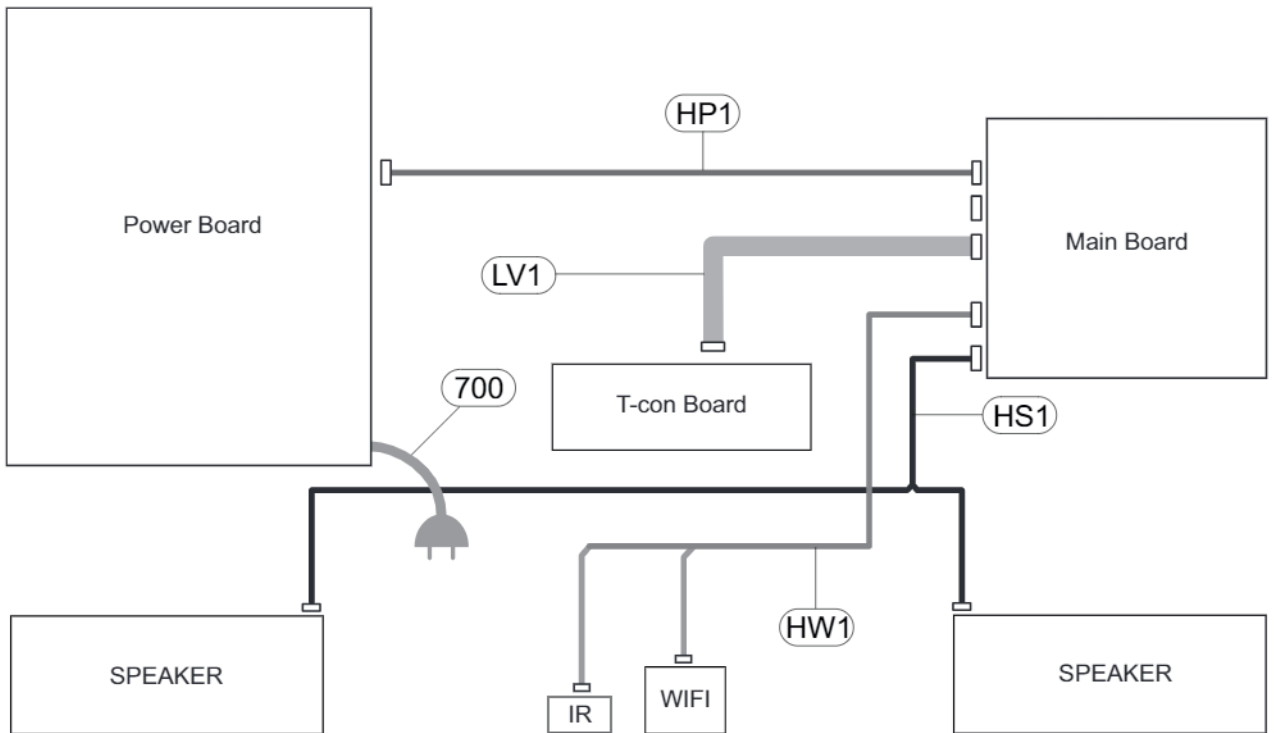 HP1
Power Board
Main Board
LV1
700
T-con Board
HS1
HW1
SPEAKER
IR
WIFI
SPEAKER